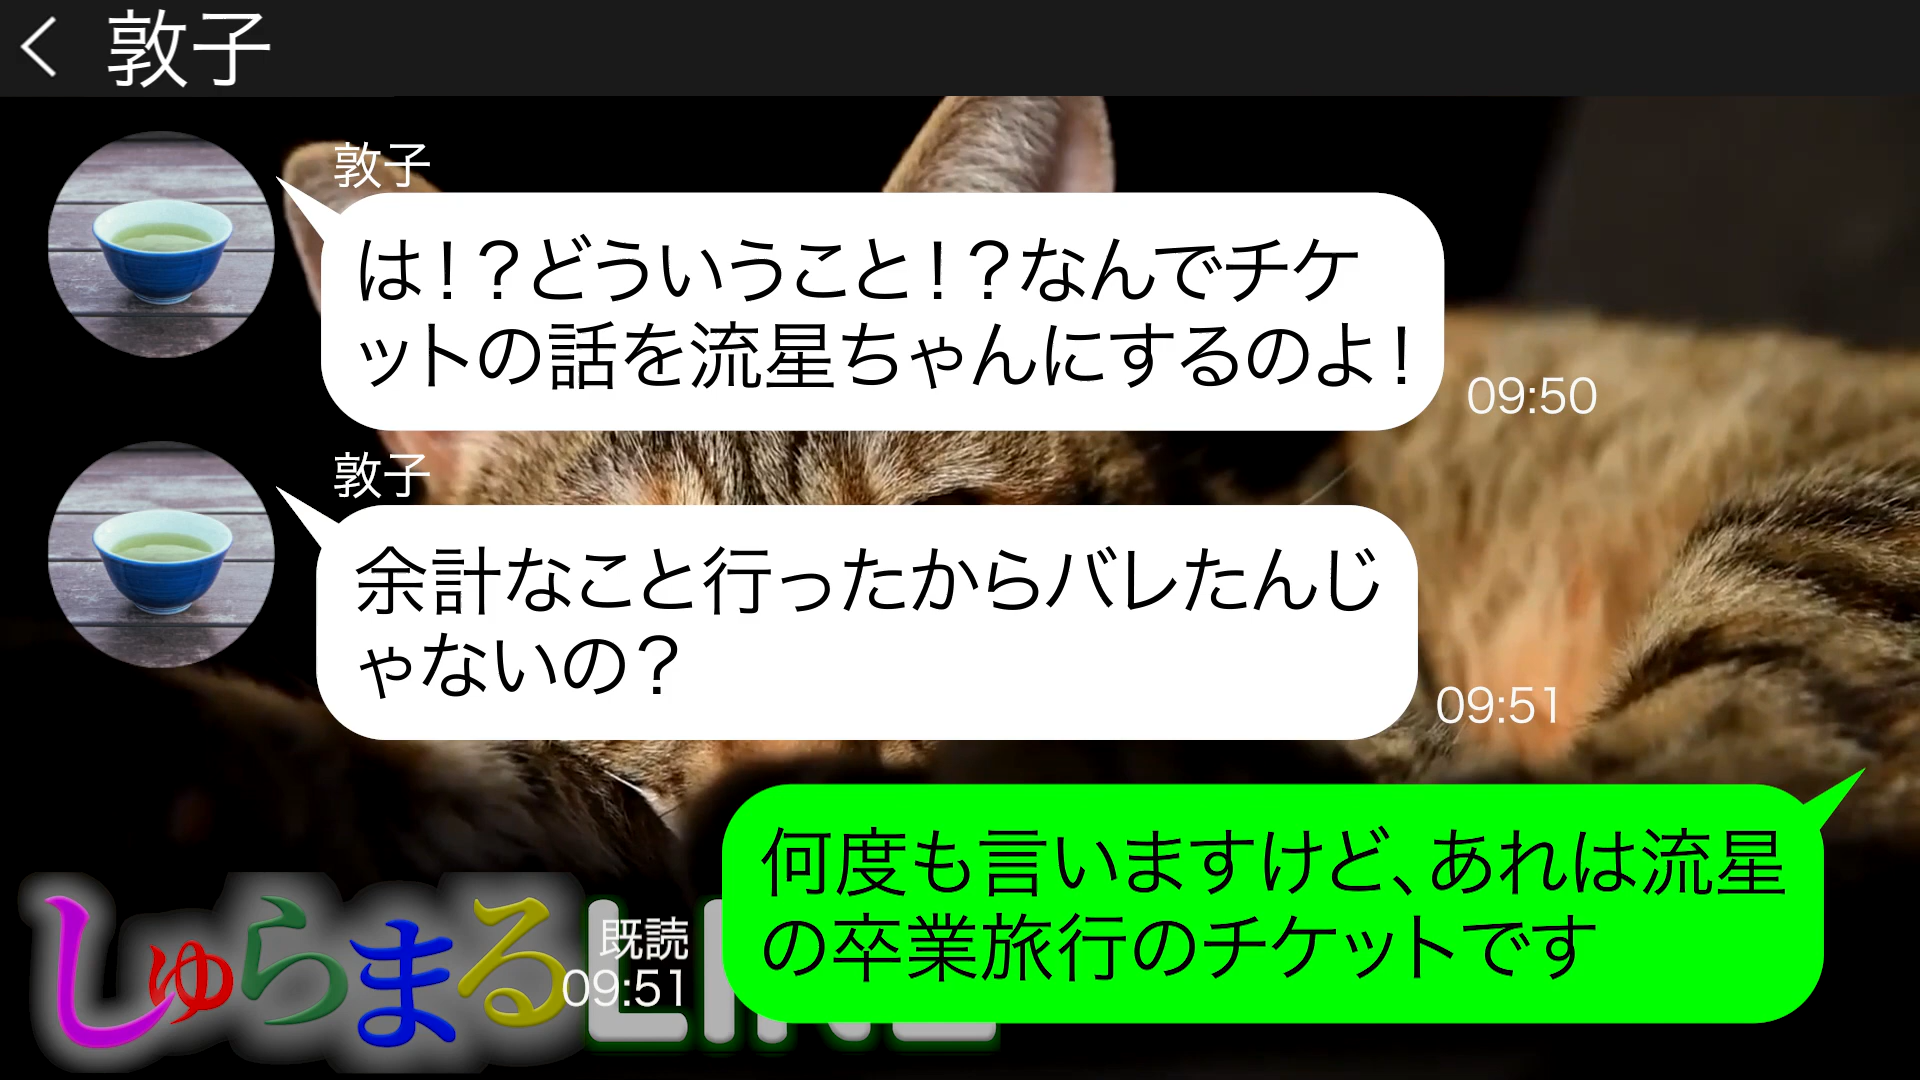 敦子
敦子
は！？どういうこと！？なんでチケ
ットの話を流星ちゃんにするのよ！
09:50
敦子
余計なこと行ったからバレたんじ
ゃないの？
09:51
何度も言いますけど、あれは流星
の卒業旅行のチケットです
既読
09:51
しゅらまるLINE